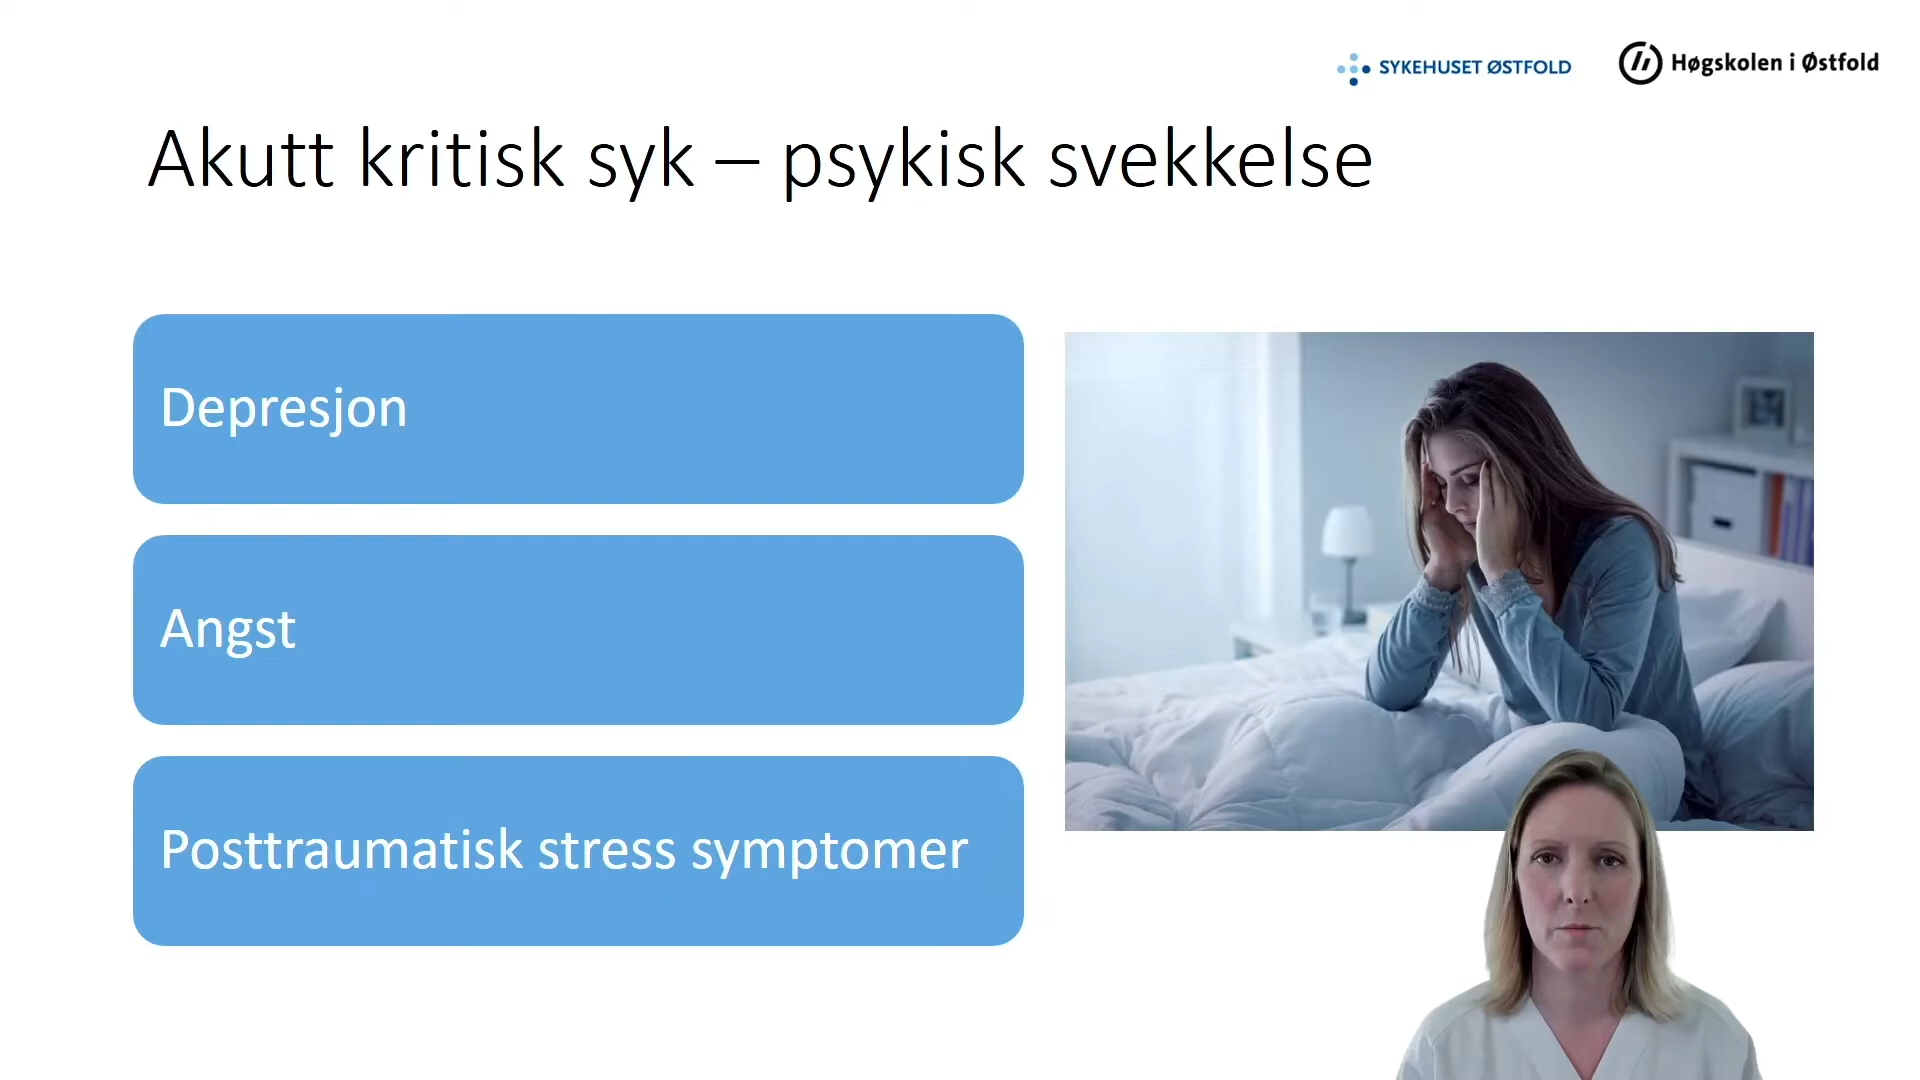 SYKEHUSET ØSTFOLD
Høgskolen i Østfold
Akutt kritisk syk – psykisk svekkelse
Depresjon
Angst
Posttraumatisk stress symptomer